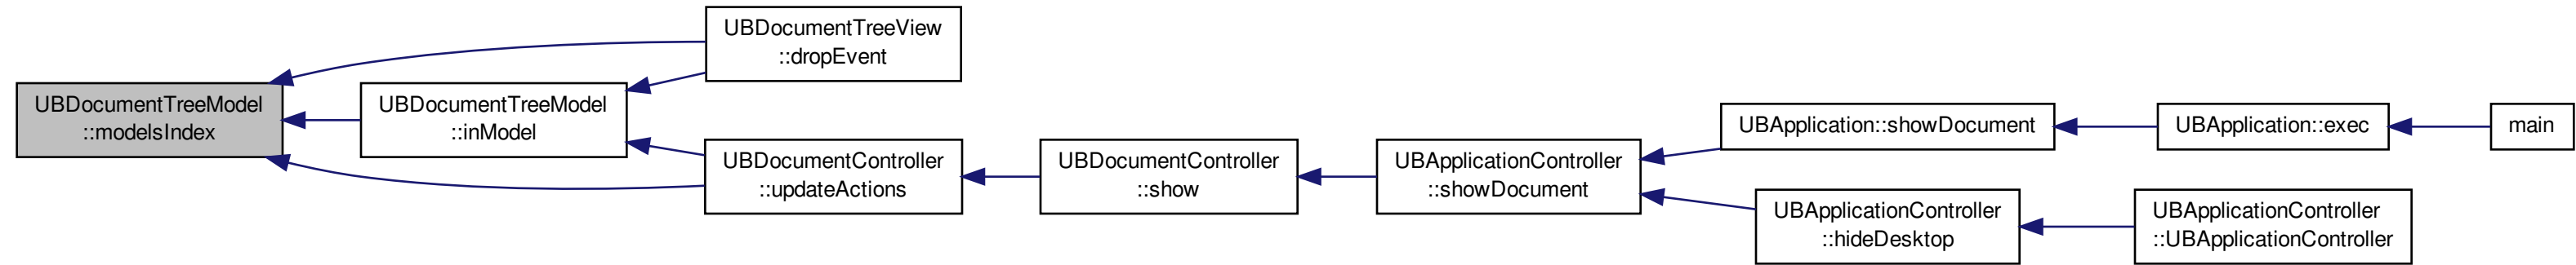 UBDocumentTreeModel
::modelsIndex
UBDocumentTreeModel
::inModel
UBDocumentTreeView
::dropEvent
UBDocumentController
::updateActions
UBDocumentController
::show
UBApplicationController
::showDocument
UBApplication::showDocument
UBApplication::exec
main
UBApplicationController
::hideDesktop
UBApplicationController
::UBApplicationController